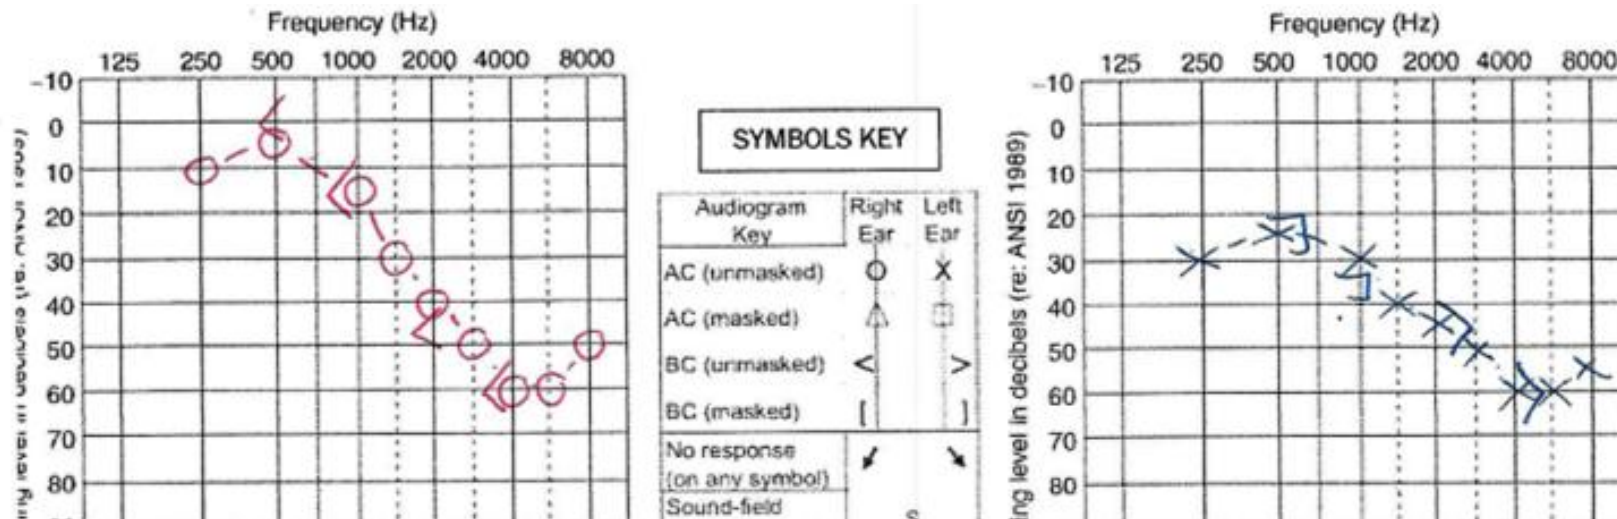 Frequency (Hz)
125 250 500 1000 2000 4000 8000
-10
0
10
20
30
40
50
60
70
80
SYMBOLS KEY
Audiogram Key
Right Ear
Left Ear
AC (unmasked) O X
AC (masked) △ □
BC (unmasked) < >
BC (masked) [ ]
No response
(on any symbol)
Sound-field
S
Frequency (Hz)
125 250 500 1000 2000 4000 8000
-10
0
10
20
30
40
50
60
70
80
level in decibels (re: ANSI 1989)